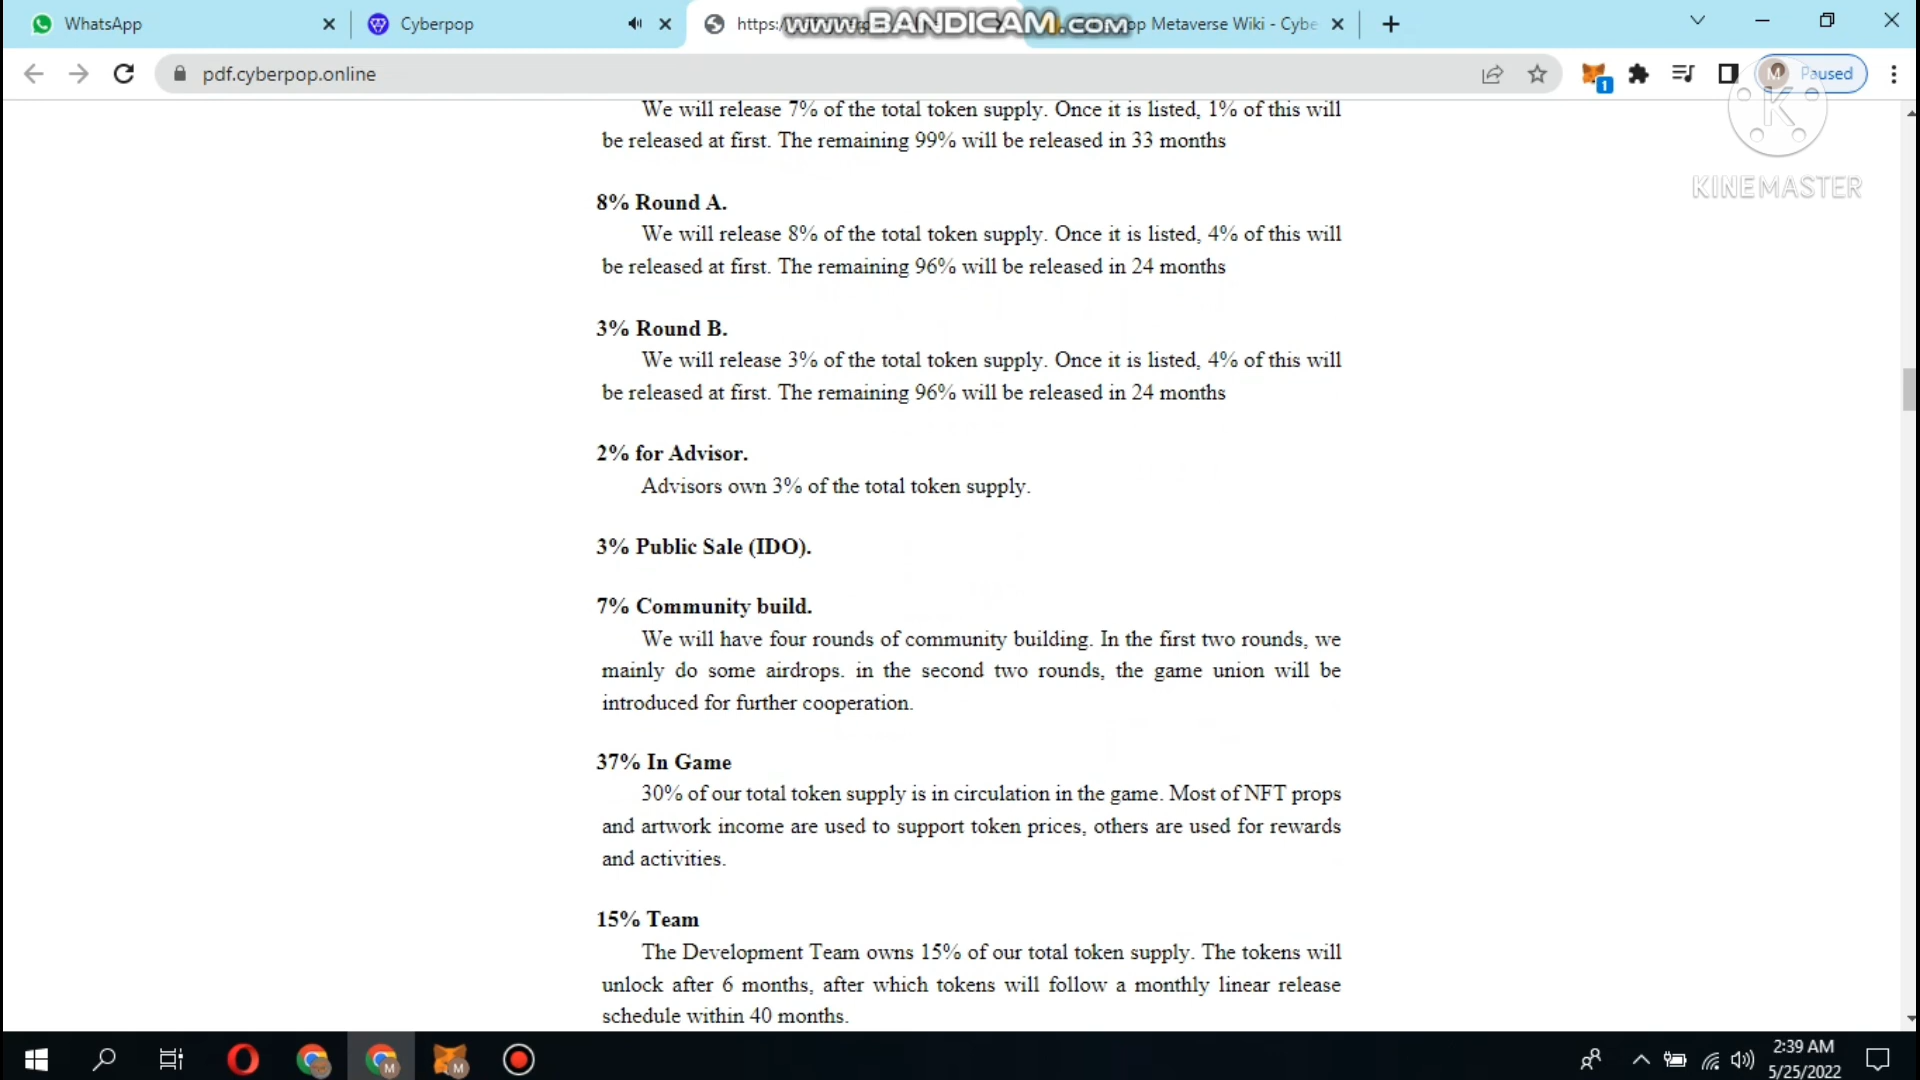 WhatsApp
Cyberpop
https:/
www.BANDICAM.com
op Metaverse Wiki - Cybe
pdf.cyberpop.online
1
M
Paused
K
KINEMASTER
We will release 7% of the total token supply. Once it is listed, 1% of this will
be released at first. The remaining 99% will be released in 33 months
8% Round A.
We will release 8% of the total token supply. Once it is listed, 4% of this will
be released at first. The remaining 96% will be released in 24 months
3% Round B.
We will release 3% of the total token supply. Once it is listed, 4% of this will
be released at first. The remaining 96% will be released in 24 months
2% for Advisor.
Advisors own 3% of the total token supply.
3% Public Sale (IDO).
7% Community build.
We will have four rounds of community building. In the first two rounds, we
mainly do some airdrops. in the second two rounds, the game union will be
introduced for further cooperation.
37% In Game
30% of our total token supply is in circulation in the game. Most of NFT props
and artwork income are used to support token prices, others are used for rewards
and activities.
15% Team
The Development Team owns 15% of our total token supply. The tokens will
unlock after 6 months, after which tokens will follow a monthly linear release
schedule within 40 months.
M
M
2:39 AM
5/25/2022